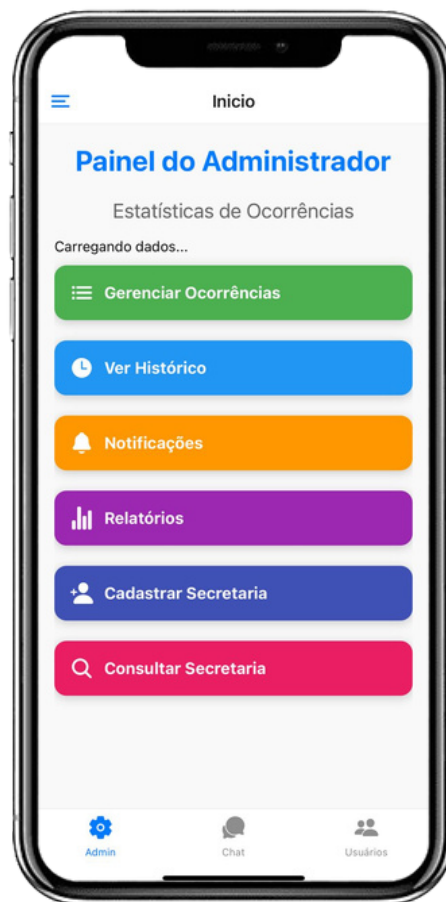 Inicio
Painel do Administrador
Estatísticas de Ocorrências
Carregando dados...
Gerenciar Ocorrências
Ver Histórico
Notificações
Relatórios
Cadastrar Secretaria
Consultar Secretaria
Admin
Chat
Usuários